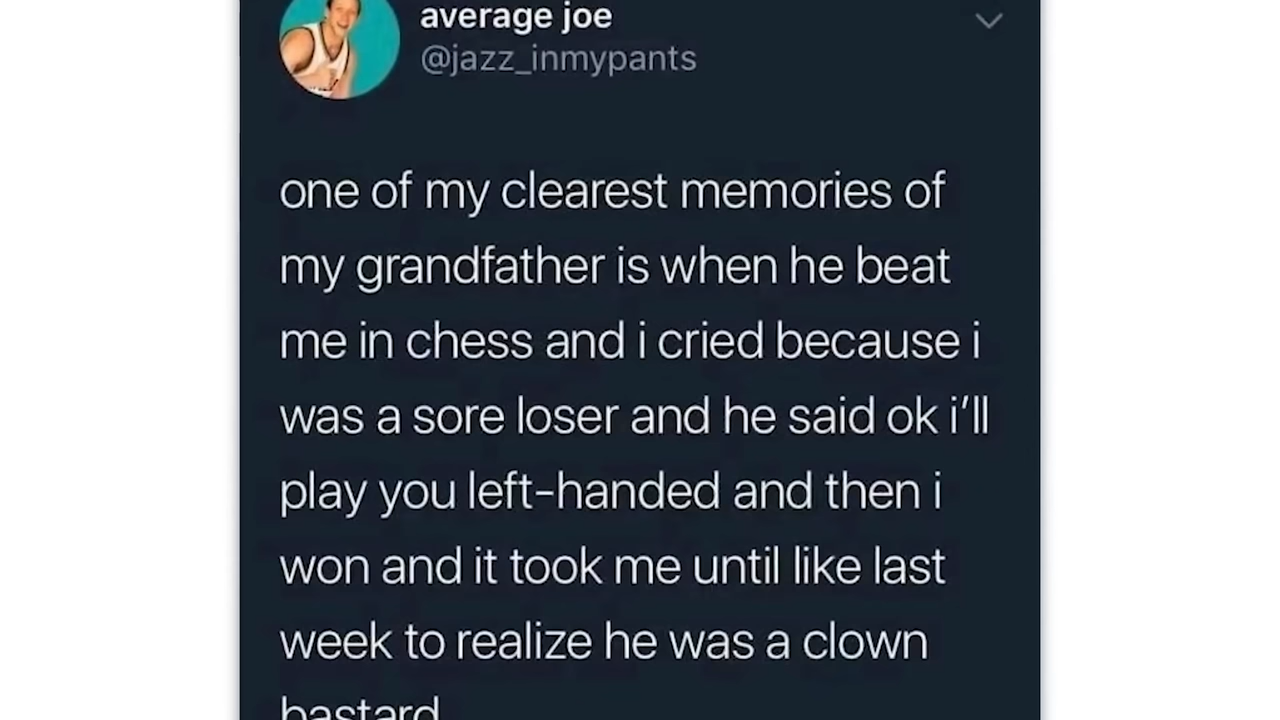 average joe
@jazz_inmypants
one of my clearest memories of
my grandfather is when he beat
me in chess and i cried because i
was a sore loser and he said ok i'll
play you left-handed and then i
won and it took me until like last
week to realize he was a clown
bastard